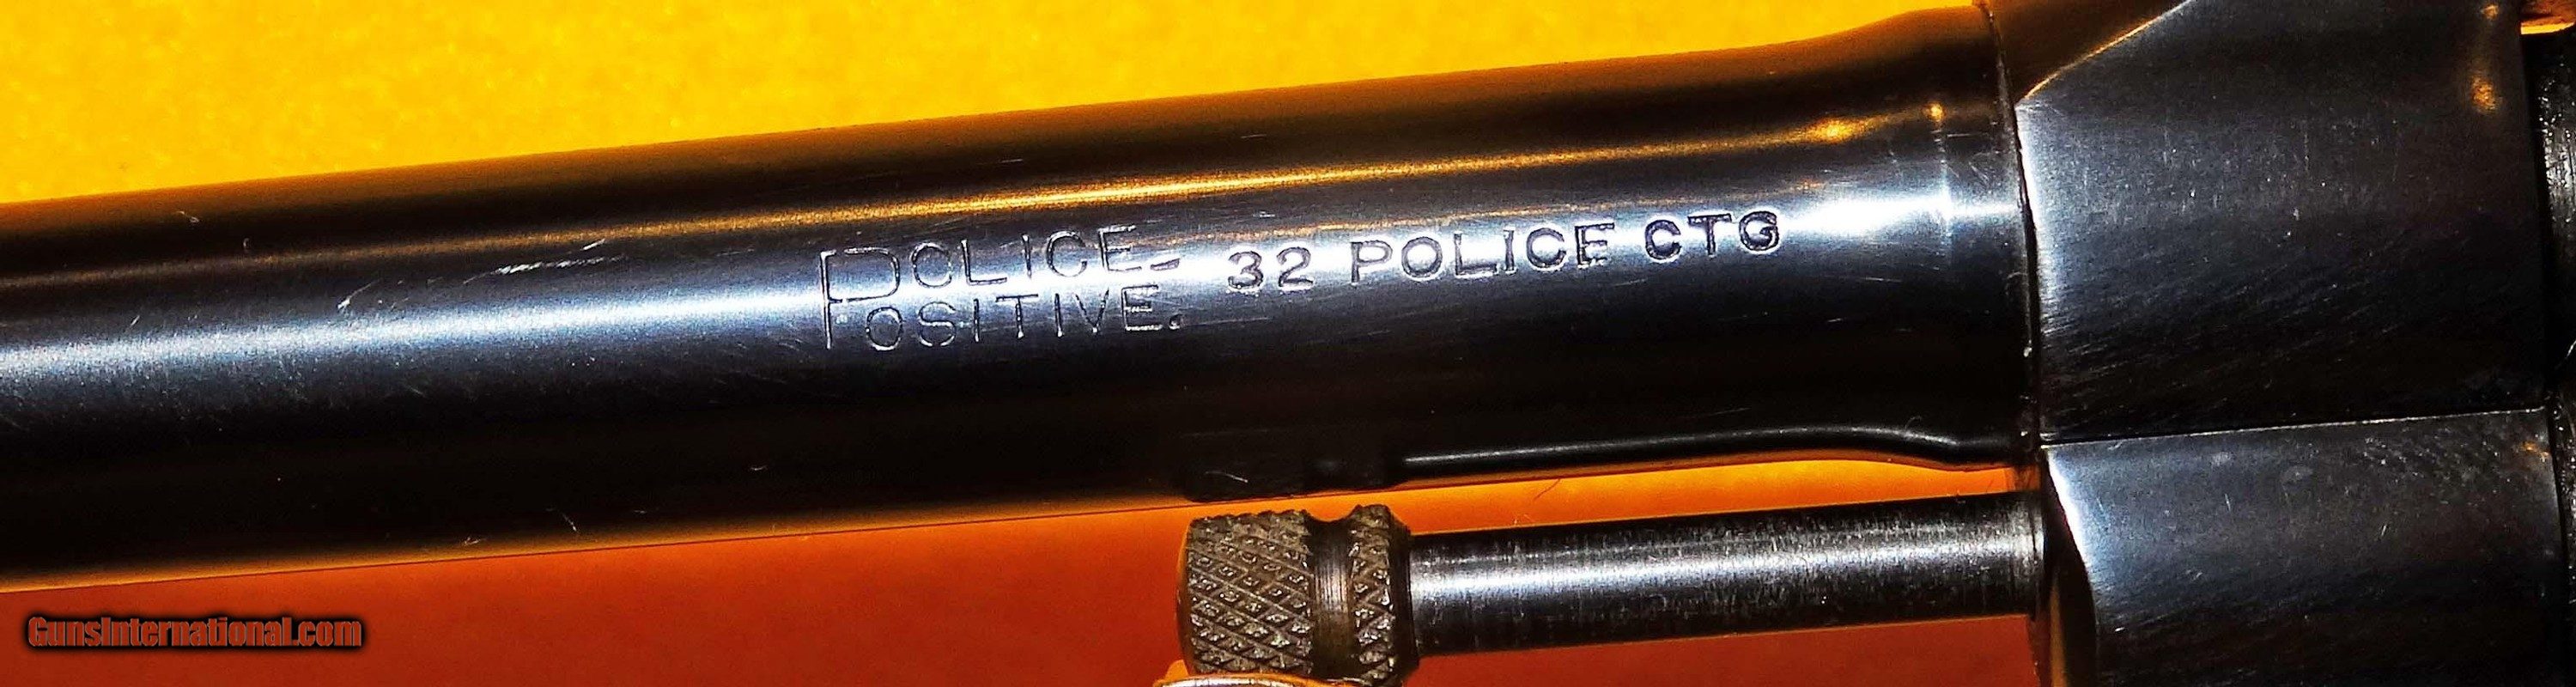 POLICE-
POSITIVE.
32 POLICE CTG
GunsInternational.com